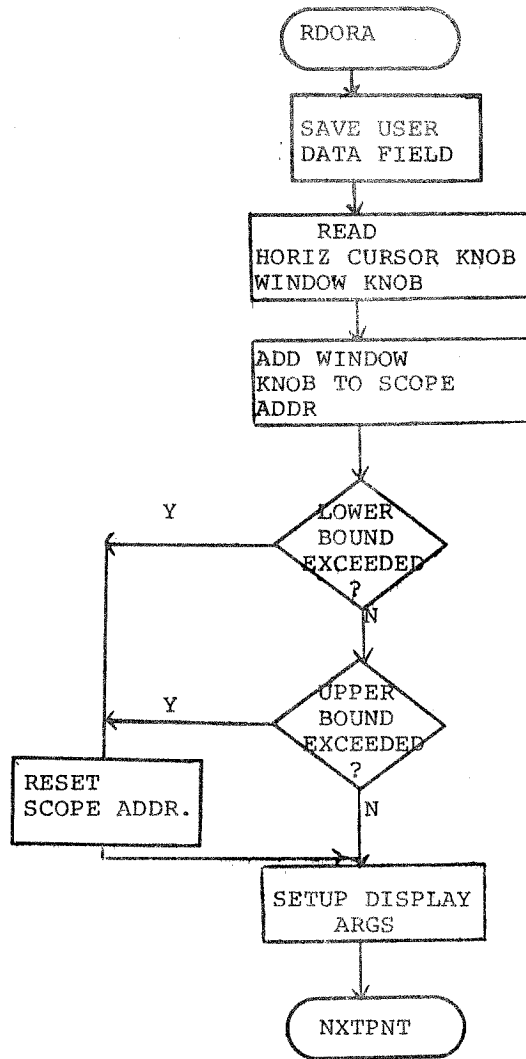 RDORA
SAVE USER
DATA FIELD
READ
HORIZ CURSOR KNOB
WINDOW KNOB
ADD WINDOW
KNOB TO SCOPE
ADDR
Y
LOWER
BOUND
EXCEEDED
?
N
Y
UPPER
BOUND
EXCEEDED
?
N
RESET
SCOPE ADDR.
SETUP DISPLAY
ARGS
NXTPNT